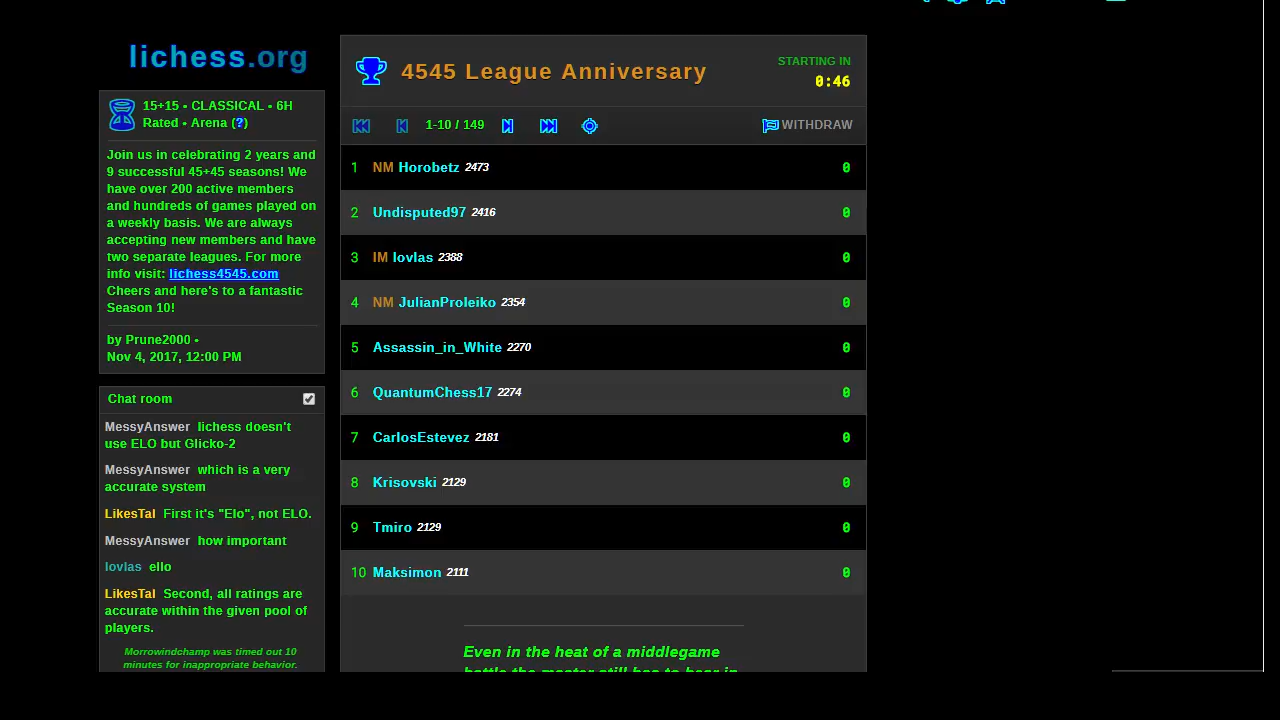 lichess.org
15+15 • CLASSICAL • 6H
Rated • Arena (?)
Join us in celebrating 2 years and
9 successful 45+45 seasons! We
have over 200 active members
and hundreds of games played on
a weekly basis. We are always
accepting new members and have
two separate leagues. For more
info visit: lichess4545.com
Cheers and here's to a fantastic
Season 10!
by Prune2000 •
Nov 4, 2017, 12:00 PM
Chat room
MessyAnswer lichess doesn't
use ELO but Glicko-2
MessyAnswer which is a very
accurate system
LikesTal First it's "Elo", not ELO.
MessyAnswer how important
lovlas ello
LikesTal Second, all ratings are
accurate within the given pool of
players.
Morrowindchamp was timed out 10
minutes for inappropriate behavior.
4545 League Anniversary
STARTING IN
0:46
1-10 / 149
WITHDRAW
1 NM Horobetz 2473 0
2 Undisputed97 2416 0
3 IM lovlas 2388 0
4 NM JulianProleiko 2354 0
5 Assassin_in_White 2270 0
6 QuantumChess17 2274 0
7 CarlosEstevez 2181 0
8 Krisovski 2129 0
9 Tmiro 2129 0
10 Maksimon 2111 0
Even in the heat of a middlegame
battle the master still has to bear in